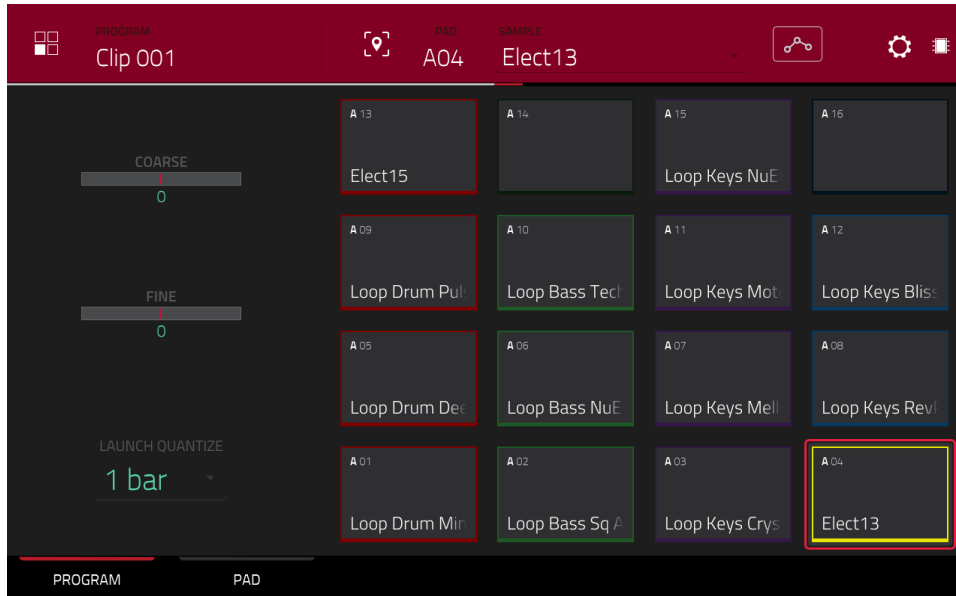 PROGRAM
Clip 001
PAD
A04
SAMPLE
Elect13
COARSE
0
FINE
0
LAUNCH QUANTIZE
1 bar
A 13
Elect15
A 14
A 15
Loop Keys NuE
A 16
A 09
Loop Drum Pul
A 10
Loop Bass Tech
A 11
Loop Keys Mot
A 12
Loop Keys Bliss
A 05
Loop Drum Dee
A 06
Loop Bass NuE
A 07
Loop Keys Mell
A 08
Loop Keys Rev
A 01
Loop Drum Min
A 02
Loop Bass Sq A
A 03
Loop Keys Crys
A 04
Elect13
PROGRAM
PAD